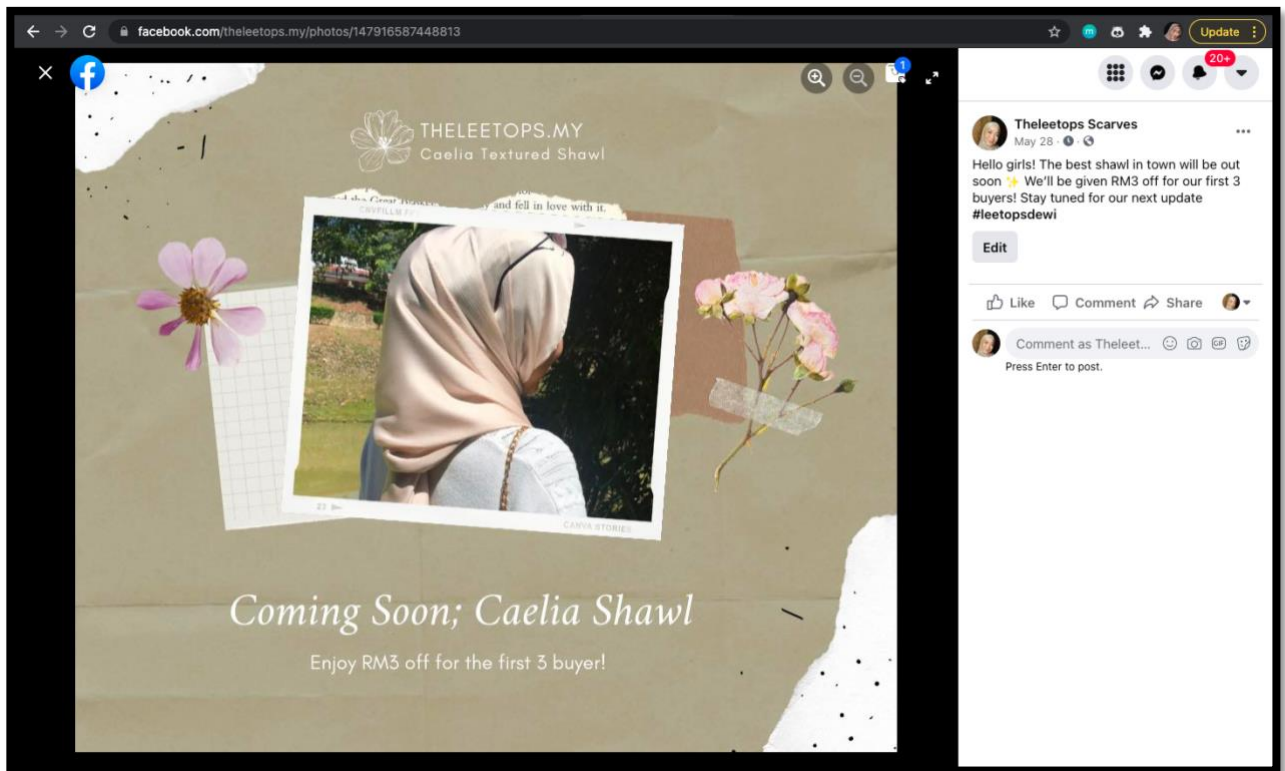 facebook.com/theleetops.my/photos/147916587448813
Update
1
20+
THELEETOPS.MY
Caelia Textured Shawl
and fell in love with it.
23
CANVA STORIES
Coming Soon; Caelia Shawl
Enjoy RM3 off for the first 3 buyer!
Theleetops Scarves
May 28 ·
Hello girls! The best shawl in town will be out
soon ✨ We'll be given RM3 off for our first 3
buyers! Stay tuned for our next update
#leetopsdewi
Edit
Like Comment Share
Comment as Theleet...
GIF
Press Enter to post.